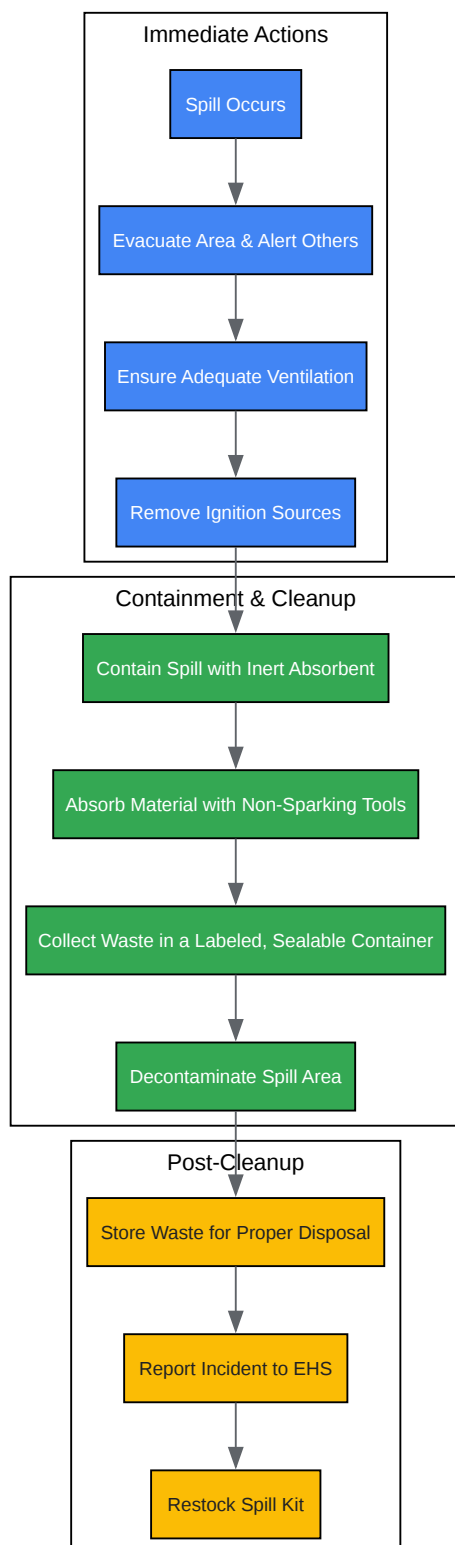 Immediate Actions
Spill Occurs
Evacuate Area & Alert Others
Ensure Adequate Ventilation
Remove Ignition Sources
Containment & Cleanup
Contain Spill with Inert Absorbent
Absorb Material with Non-Sparking Tools
Collect Waste in a Labeled, Sealable Container
Decontaminate Spill Area
Post-Cleanup
Store Waste for Proper Disposal
Report Incident to EHS
Restock Spill Kit